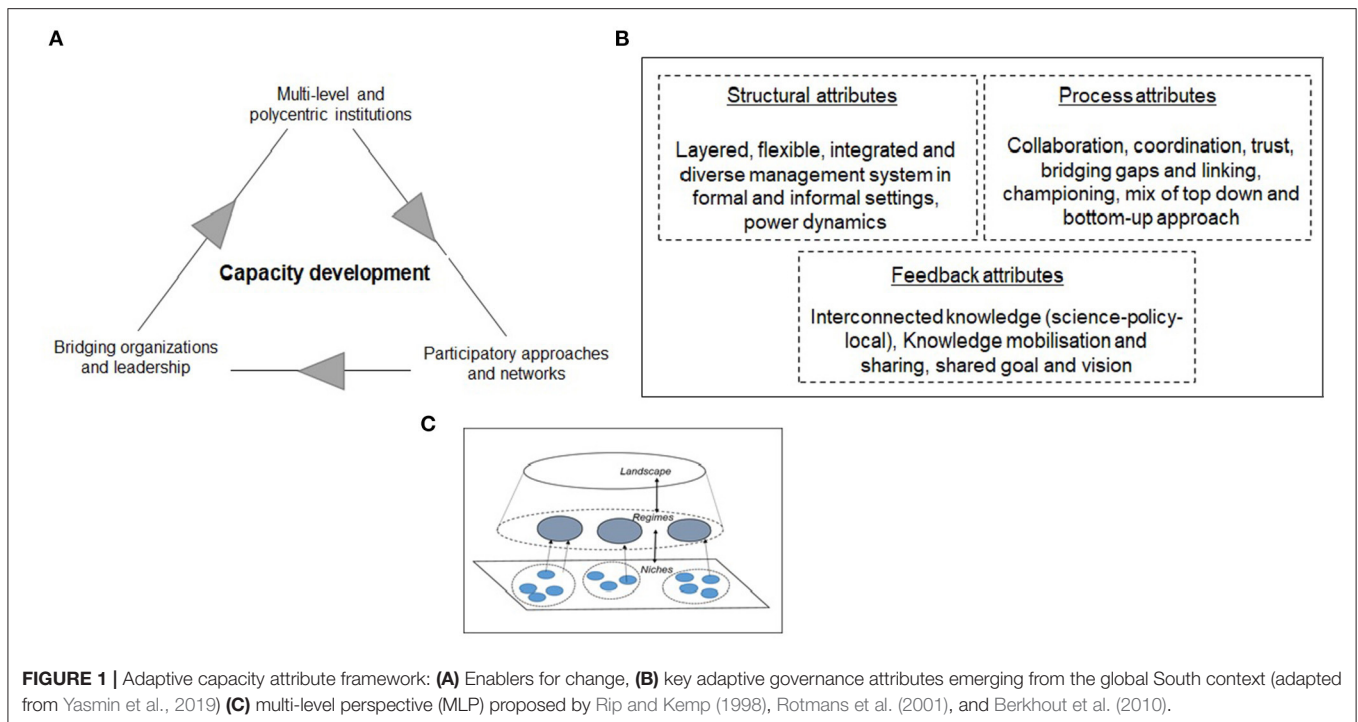 A
Multi-level and
polycentric institutions
Capacity development
Bridging organizations
and leadership
Participatory approaches
and networks
B
Structural attributes
Layered, flexible, integrated and
diverse management system in
formal and informal settings,
power dynamics
Process attributes
Collaboration, coordination, trust,
bridging gaps and linking,
championing, mix of top down and
bottom-up approach
Feedback attributes
Interconnected knowledge (science-policy-
local), Knowledge mobilisation and
sharing, shared goal and vision
C
Landscape
Regimes
Niches
FIGURE 1 | Adaptive capacity attribute framework: (A) Enablers for change, (B) key adaptive governance attributes emerging from the global South context (adapted
from Yasmin et al., 2019) (C) multi-level perspective (MLP) proposed by Rip and Kemp (1998), Rotmans et al. (2001), and Berkhout et al. (2010).